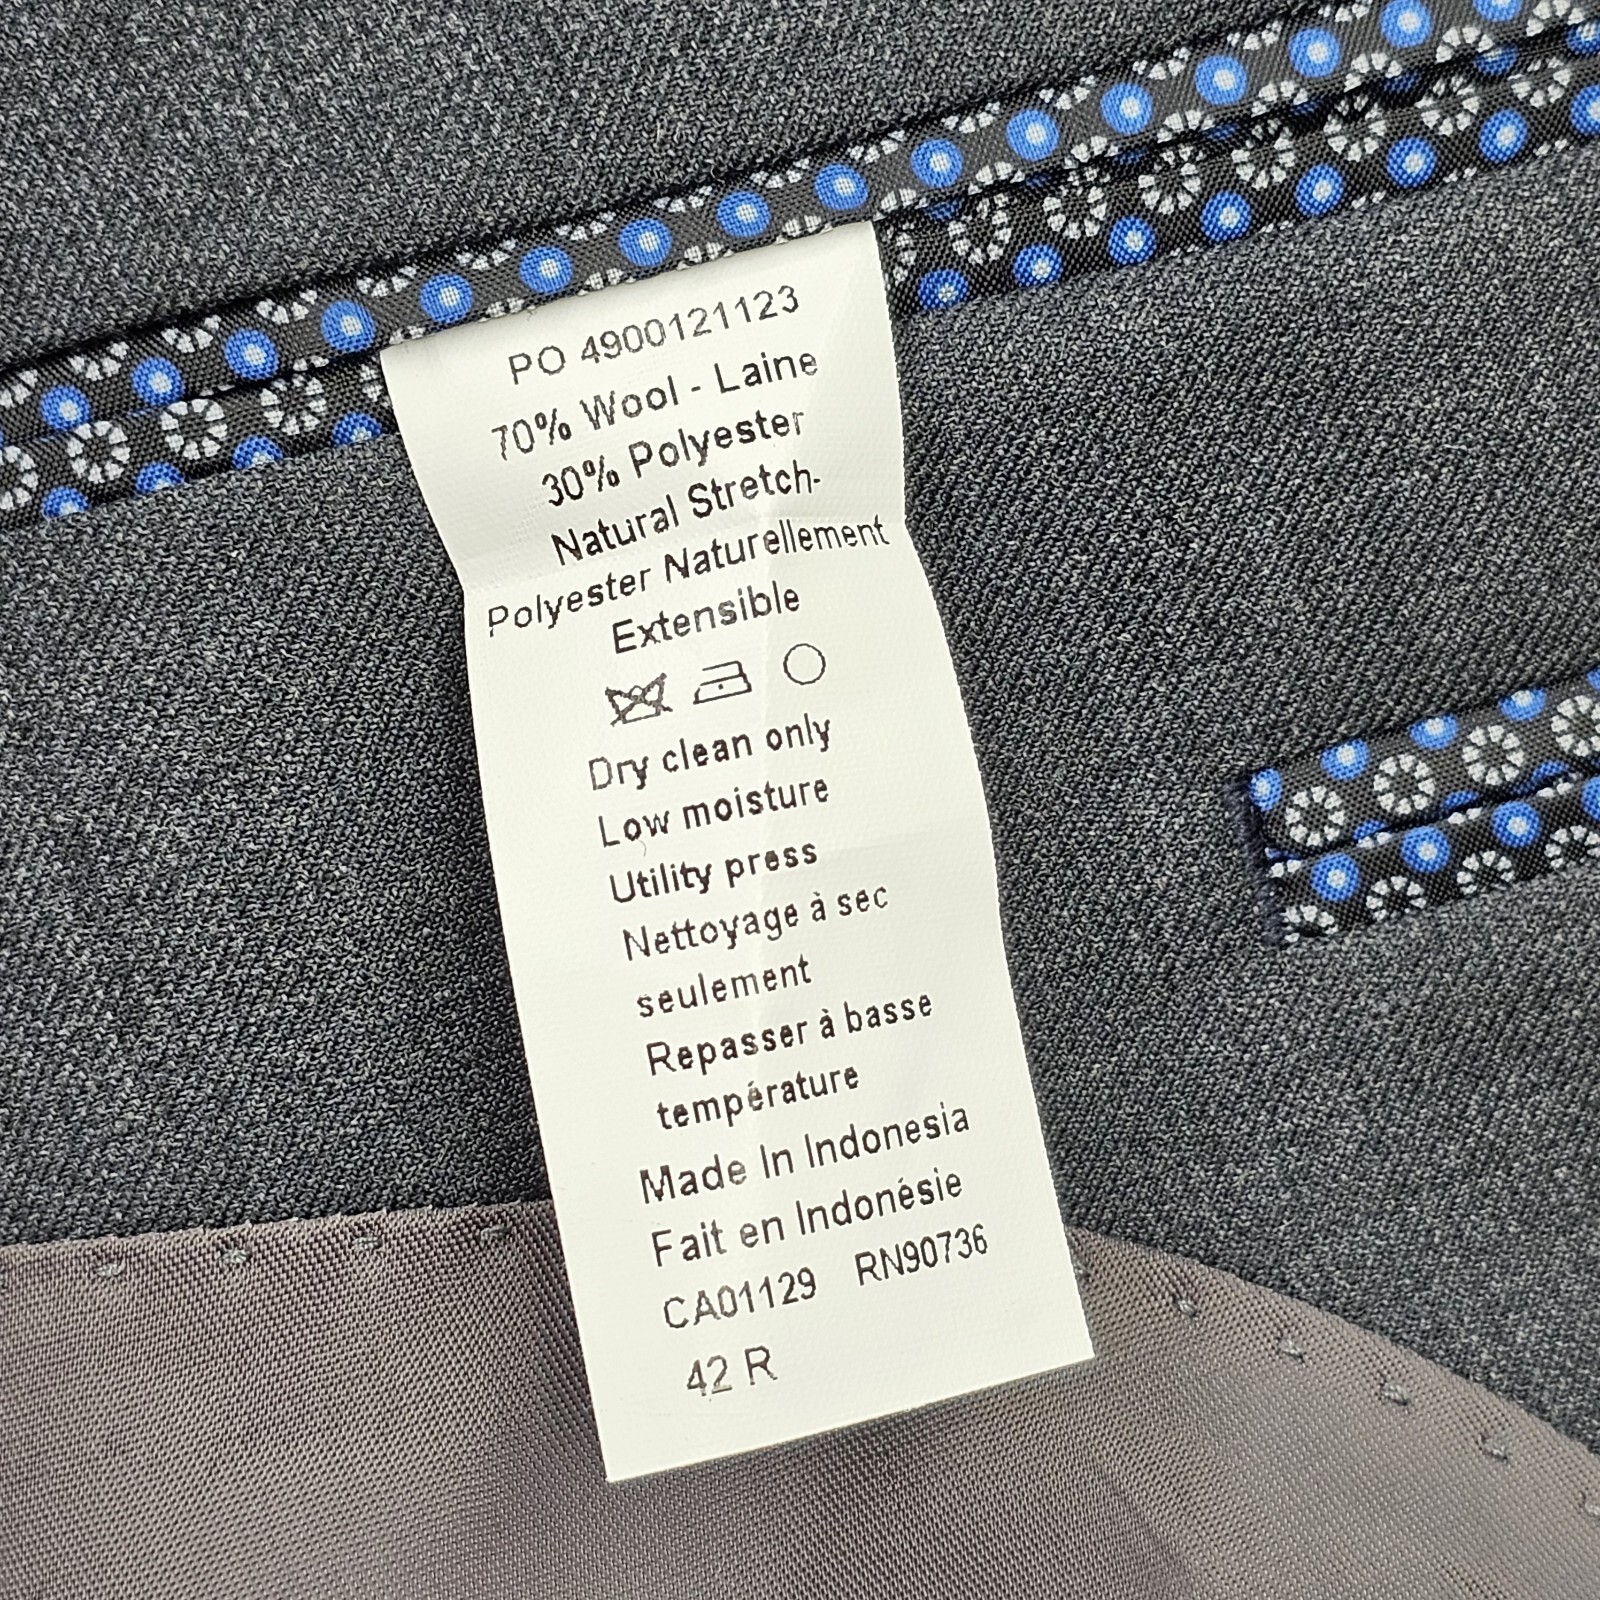 PO 4900121123
70% Wool - Laine
30% Polyester
Natural Stretch-
Polyester Naturellement
Extensible
Dry clean only
Low moisture
Utility press
Nettoyage à sec
seulement
Repasser à basse
température
Made In Indonesia
Fait en Indonésie
CA01129 RN90736
42 R